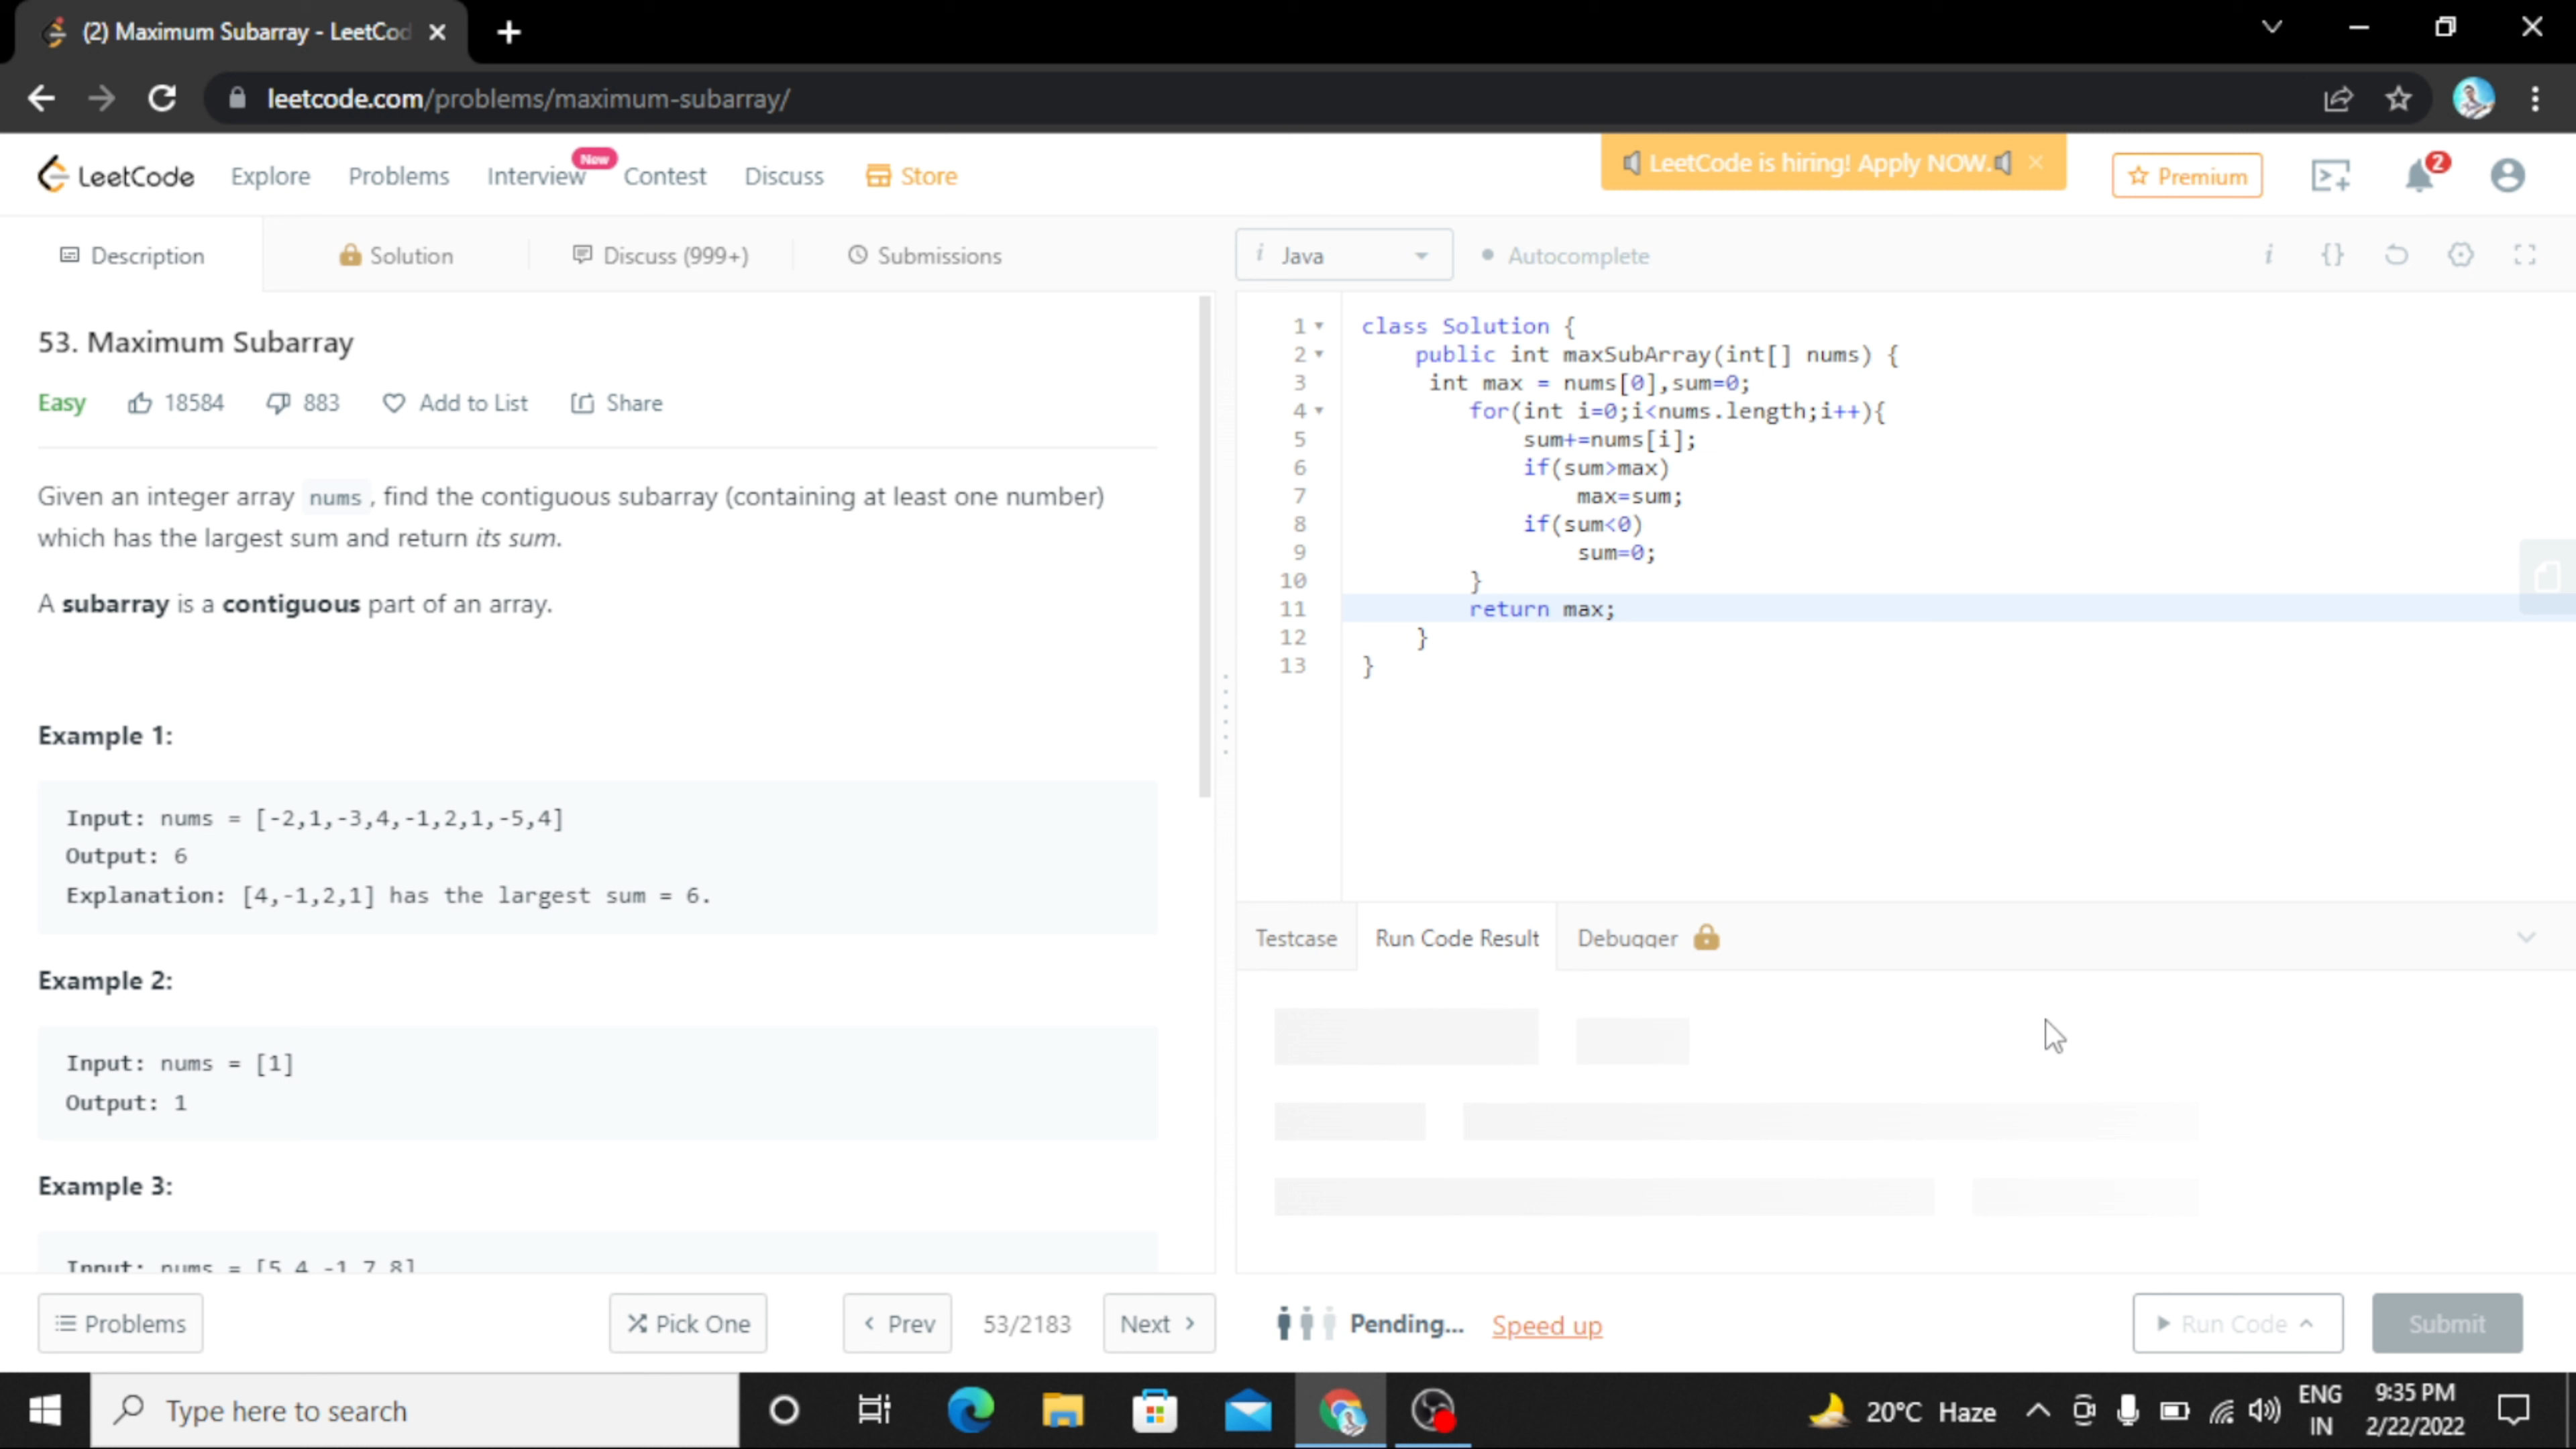 (2) Maximum Subarray - LeetCod
leetcode.com/problems/maximum-subarray/
LeetCode Explore Problems Interview New Contest Discuss Store LeetCode is hiring! Apply NOW. Premium 2
Description Solution Discuss (999+) Submissions
i Java Autocomplete i {}
53. Maximum Subarray
Easy 18584 883 Add to List Share
Given an integer array nums, find the contiguous subarray (containing at least one number)
which has the largest sum and return its sum.
A subarray is a contiguous part of an array.
Example 1:
Input: nums = [-2,1,-3,4,-1,2,1,-5,4]
Output: 6
Explanation: [4,-1,2,1] has the largest sum = 6.
Example 2:
Input: nums = [1]
Output: 1
Example 3:
Input: nums = [5,4,-1,7,8]
1 class Solution {
2 public int maxSubArray(int[] nums) {
3 int max = nums[0],sum=0;
4 for(int i=0;i<nums.length;i++){
5 sum+=nums[i];
6 if(sum>max)
7 max=sum;
8 if(sum<0)
9 sum=0;
10 }
11 return max;
12 }
13 }
Testcase Run Code Result Debugger
Problems Pick One Prev 53/2183 Next Pending... Speed up Run Code Submit
Type here to search 20°C Haze ENG 9:35 PM
IN 2/22/2022